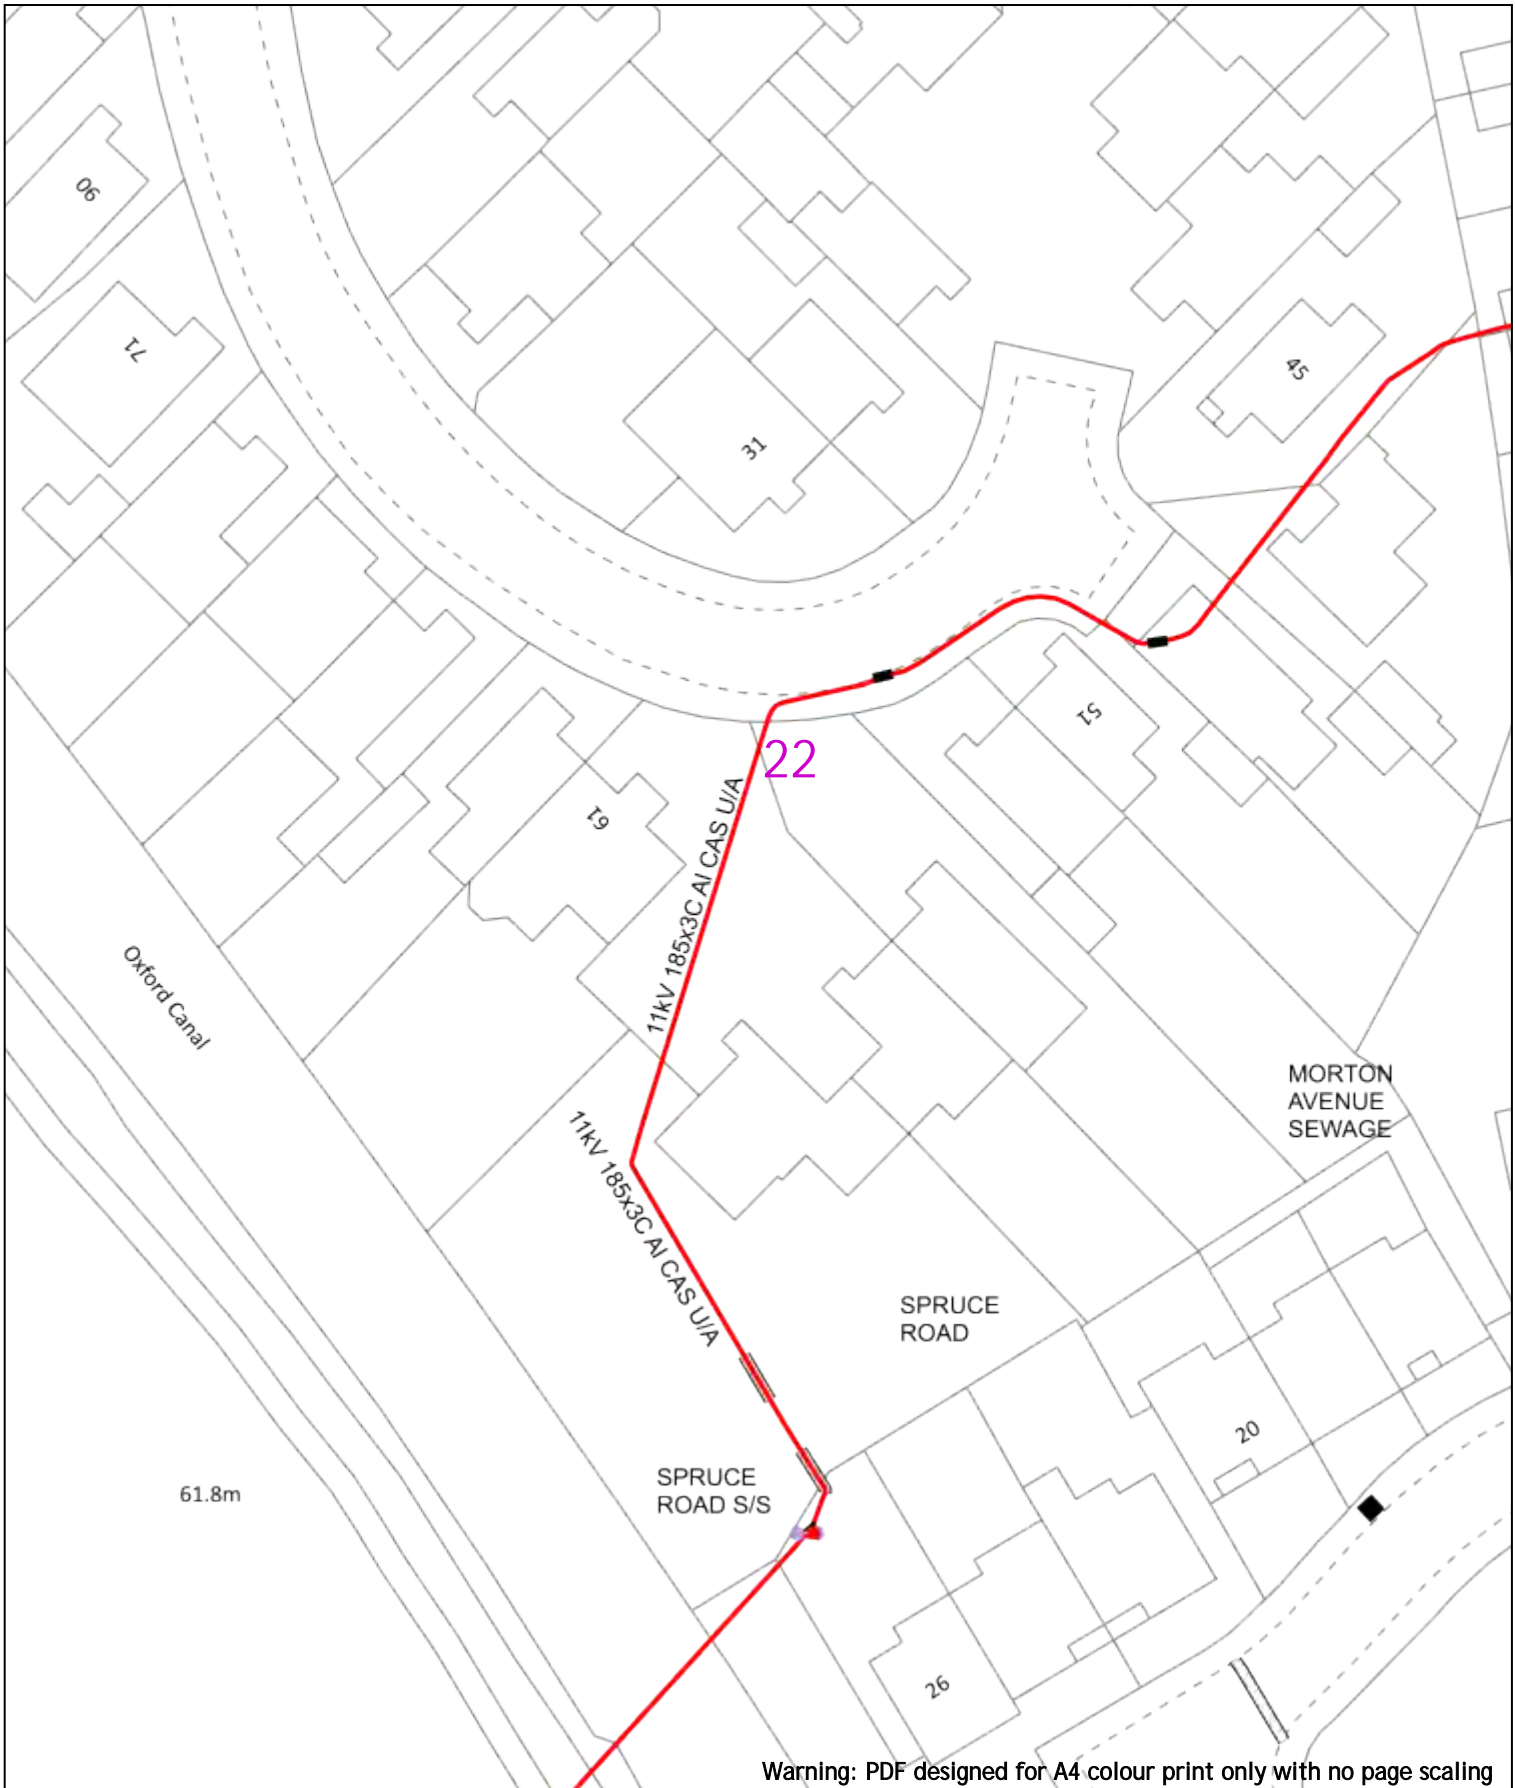 90
71
45
31
51
22
61
11kV 185x3C Al CAS U/A
Oxford Canal
MORTON
AVENUE
SEWAGE
11kV 185x3C Al CAS U/A
SPRUCE
ROAD
20
SPRUCE
ROAD S/S
61.8m
26
Warning: PDF designed for A4 colour print only with no page scaling